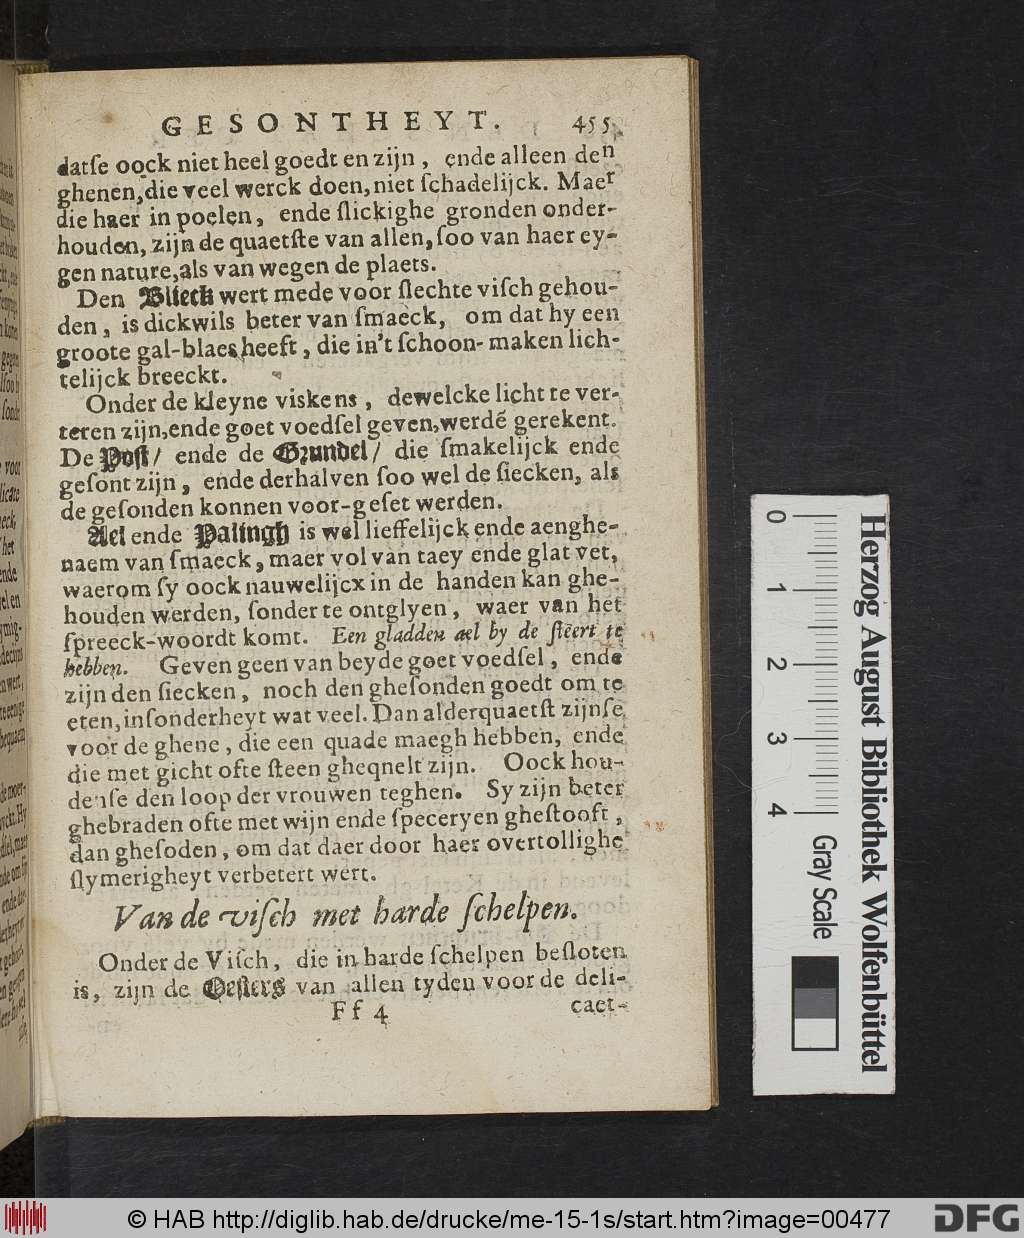 GESONTHEYT. 455
datſe oock niet heel goedt en zijn, ende alleen den
ghenen, die veel werck doen, niet ſchadelijck. Maer
die haer in poelen, ende ſlickighe gronden onder-
houden, zijn de quaetſte van allen, ſoo van haer ey-
gen nature, als van wegen de plaets.
Den Blieck wert mede voor ſlechte viſch gehou-
den, is dickwils beter van ſmaeck, om dat hy een
groote gal-blaes heeft, die in't ſchoon-maken lich-
telijck breeckt.
Onder de kleyne viskens, dewelcke licht te ver-
teren zijn, ende goet voedſel geven, werdẽ gerekent.
De Poſt/ ende de Grundel/ die ſmakelijck ende
geſont zijn, ende derhalven ſoo wel de ſiecken, als
de geſonden konnen voor-geſet werden.
Ael ende Palingh is wel lieffelijck ende aenghe-
naem van ſmaeck, maer vol van taey ende glat vet,
waerom ſy oock nauwelijcx in de handen kan ghe-
houden werden, ſonder te ontglyen, waer van het
ſpreeck-woordt komt. Een gladden ael by de ſteert te
hebben. Geven geen van beyde goet voedſel, ende
zijn den ſiecken, noch den gheſonden goedt om te
eten, inſonderheyt wat veel. Dan alderquaetſt zijnſe
voor de ghene, die een quade maegh hebben, ende
die met gicht ofte ſteen gheqnelt zijn. Oock hou-
denſe den loop der vrouwen teghen. Sy zijn beter
ghebraden ofte met wijn ende ſpeceryen gheſtooft,
dan gheſoden, om dat daer door haer overtollighe
ſlymerigheyt verbetert wert.
Van de viſch met harde ſchelpen.
Onder de Viſch, die in harde ſchelpen beſloten
is, zijn de Oeſters van allen tyden voor de deli-
Ff 4 caet-
0 1 2 3 4
Herzog August Bibliothek Wolfenbüttel
Gray Scale
© HAB http://diglib.hab.de/drucke/me-15-1s/start.htm?image=00477
DFG